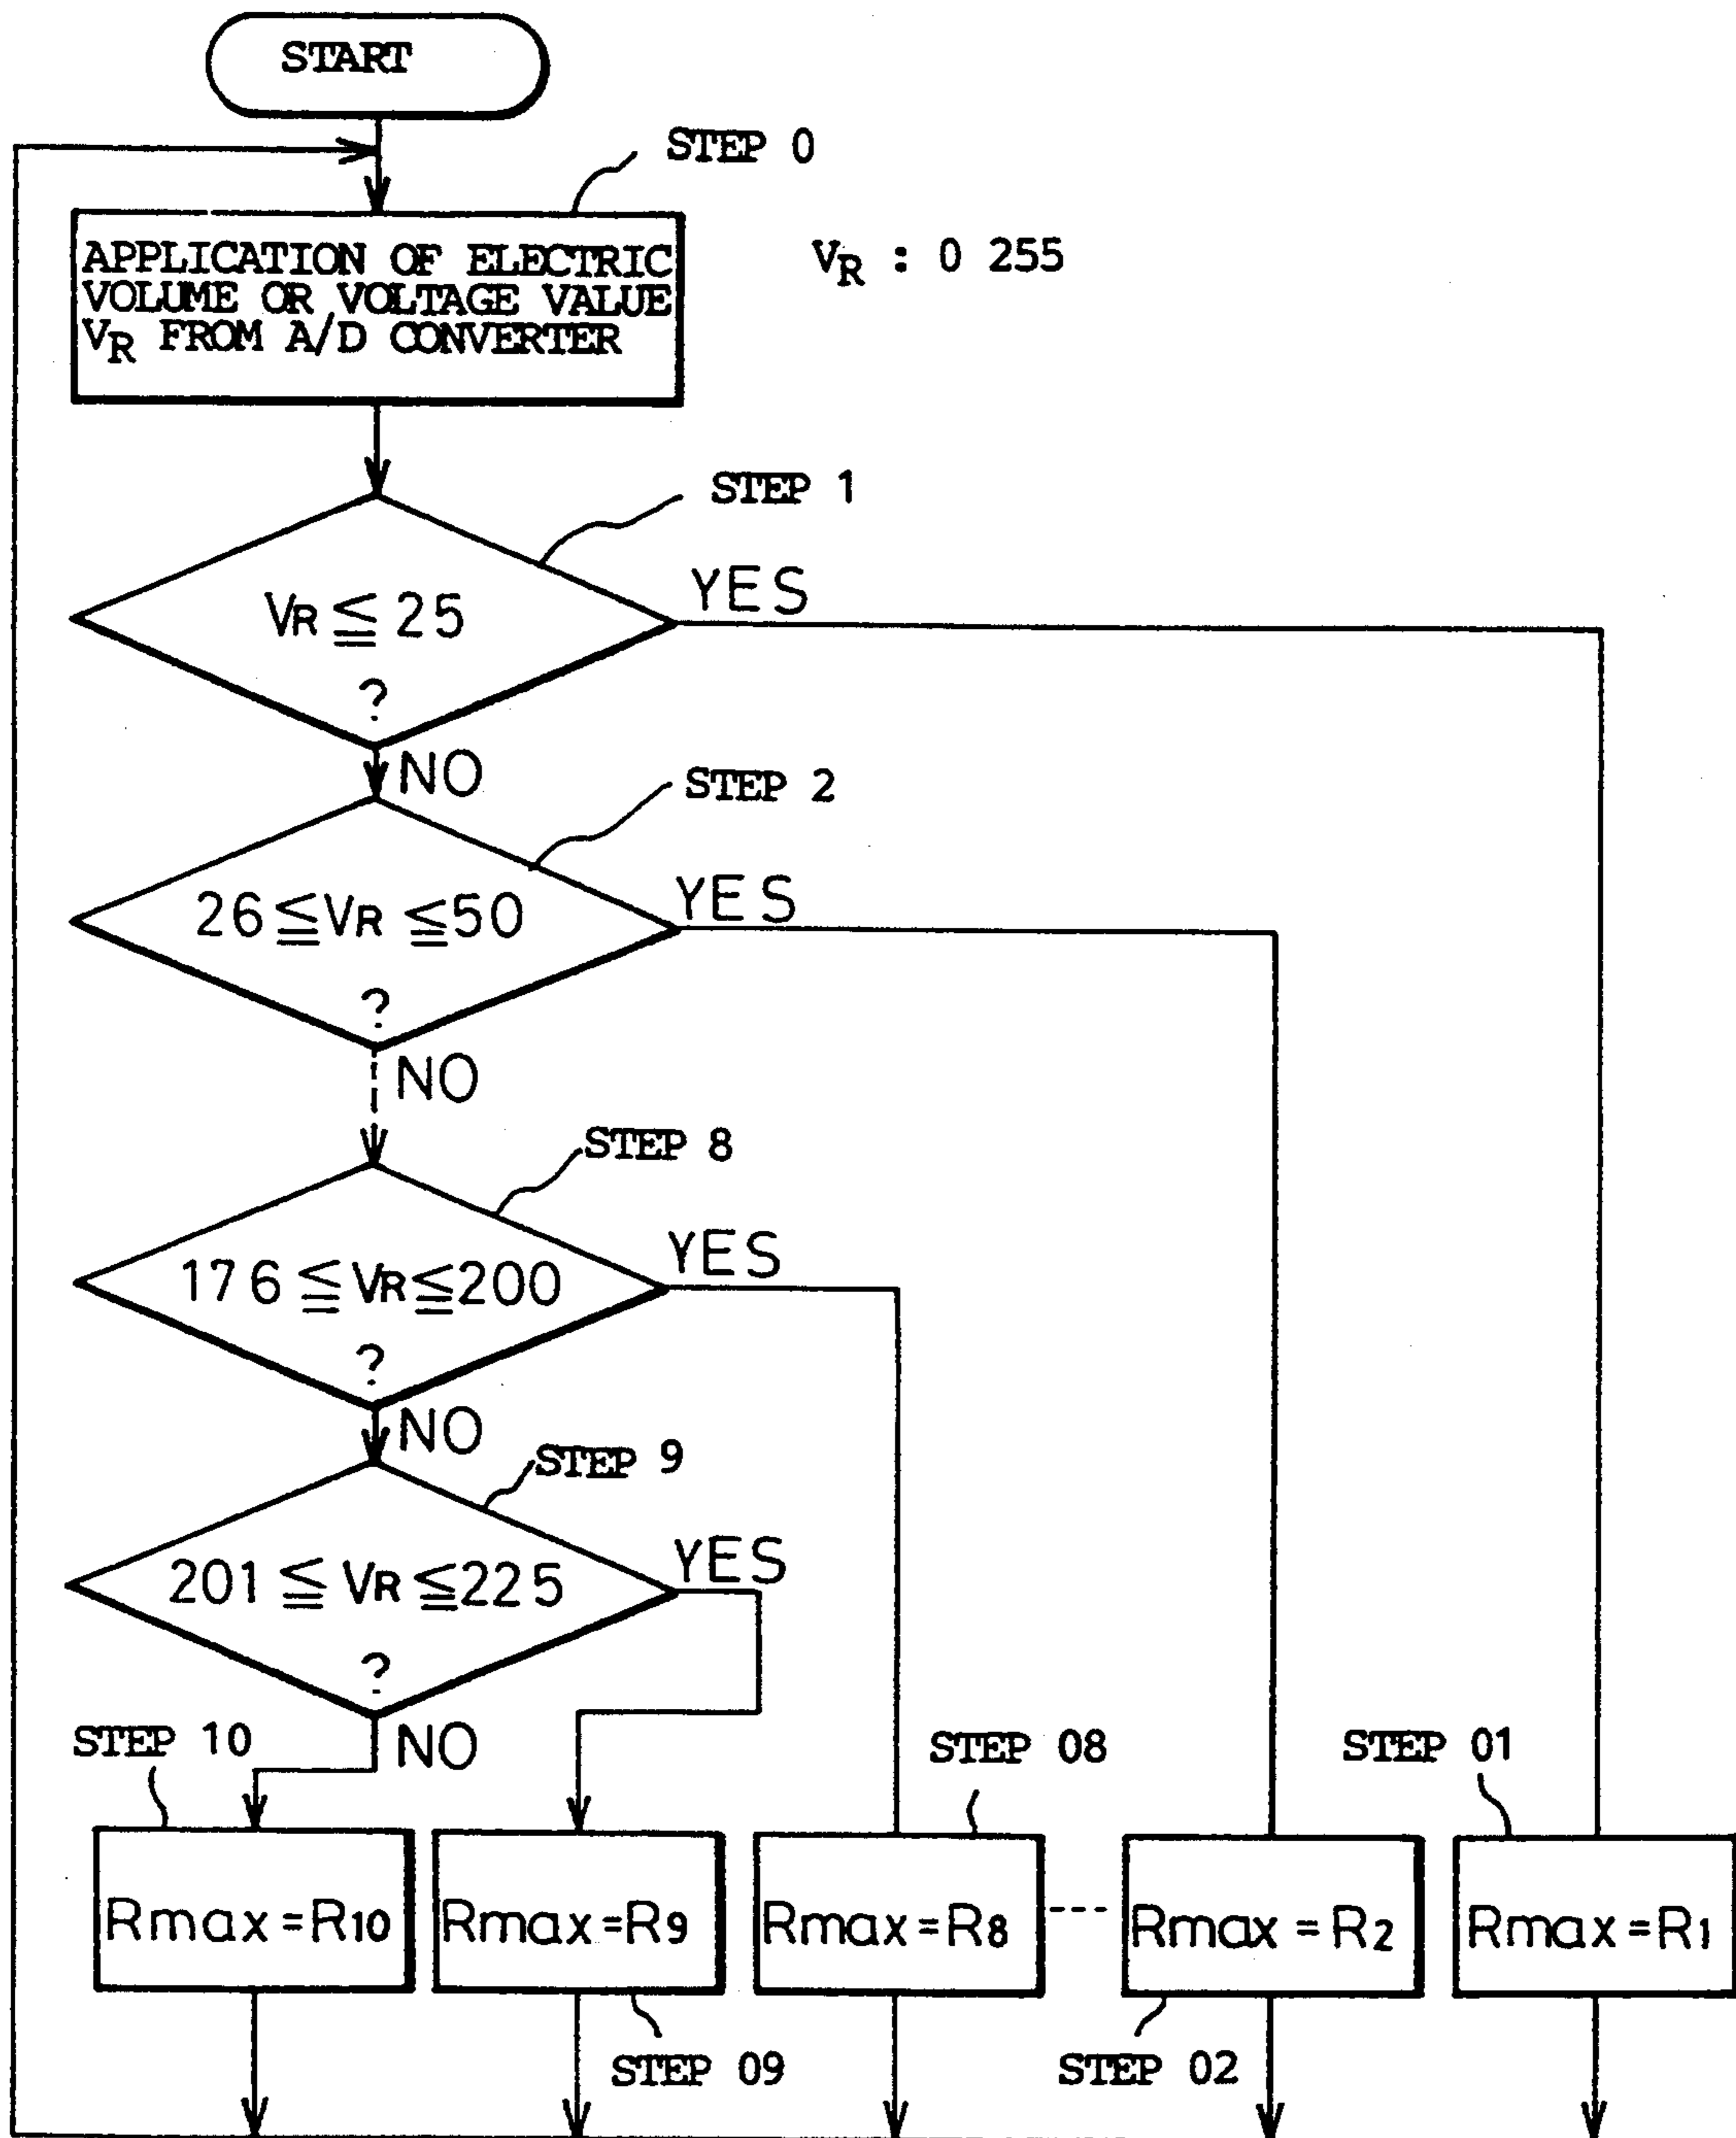 START
STEP 0
APPLICATION OF ELECTRIC
VOLUME OR VOLTAGE VALUE
VR FROM A/D CONVERTER
VR : 0 255
STEP 1
VR ≦ 25
?
YES
NO
STEP 2
26 ≦ VR ≦ 50
?
YES
NO
STEP 8
176 ≦ VR ≦ 200
?
YES
NO
STEP 9
201 ≦ VR ≦ 225
?
YES
NO
STEP 10
STEP 08
STEP 01
Rmax = R10
Rmax = R9
Rmax = R8
Rmax = R2
Rmax = R1
STEP 09
STEP 02